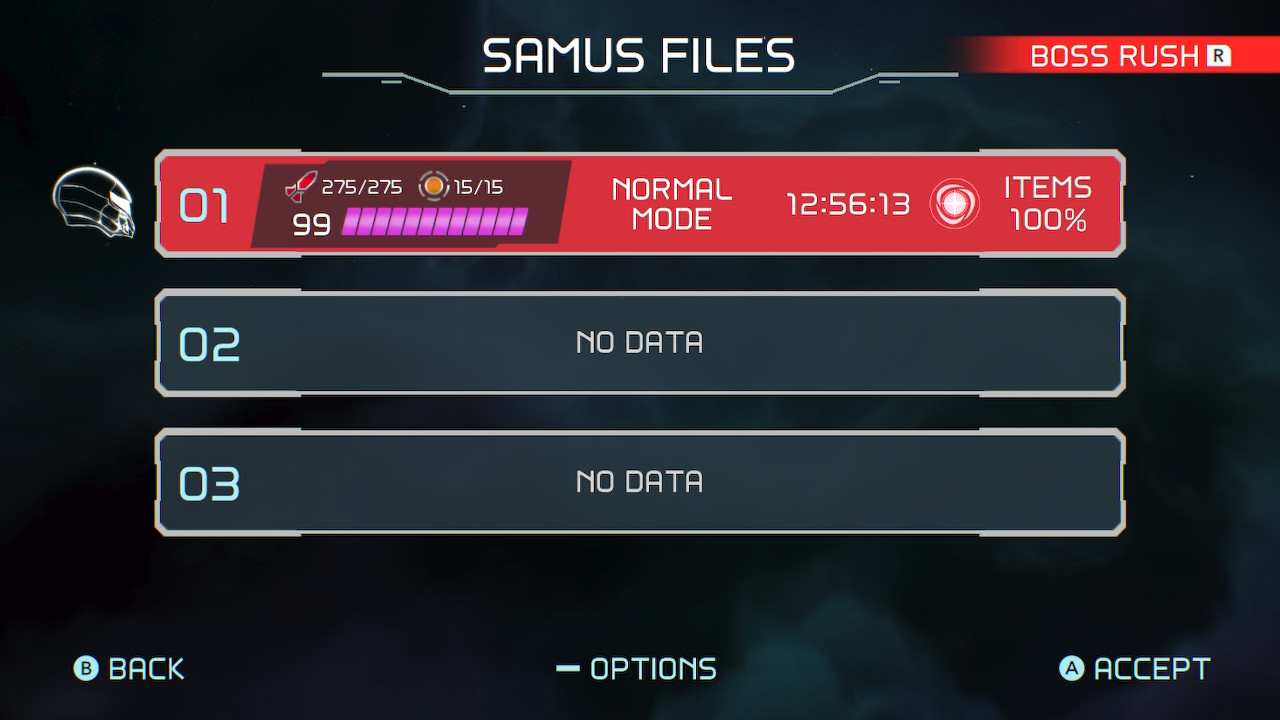 SAMUS FILES
BOSS RUSH R
01
275/275 15/15
99
NORMAL
MODE
12:56:13
ITEMS
100%
02
NO DATA
03
NO DATA
B BACK
OPTIONS
A ACCEPT